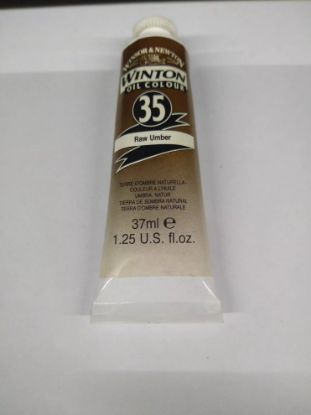 WINSOR & NEWTON
WINTON
OIL COLOUR
35
Raw Umber
TERRE D'OMBRE NATURELLA
COULEUR A L'HUILE
UMBRA, NATUR
TIERRA DE SOMBRA NATURAL
TERRA D'OMBRE NATURALE
37ml e
1.25 U.S. fl.oz.